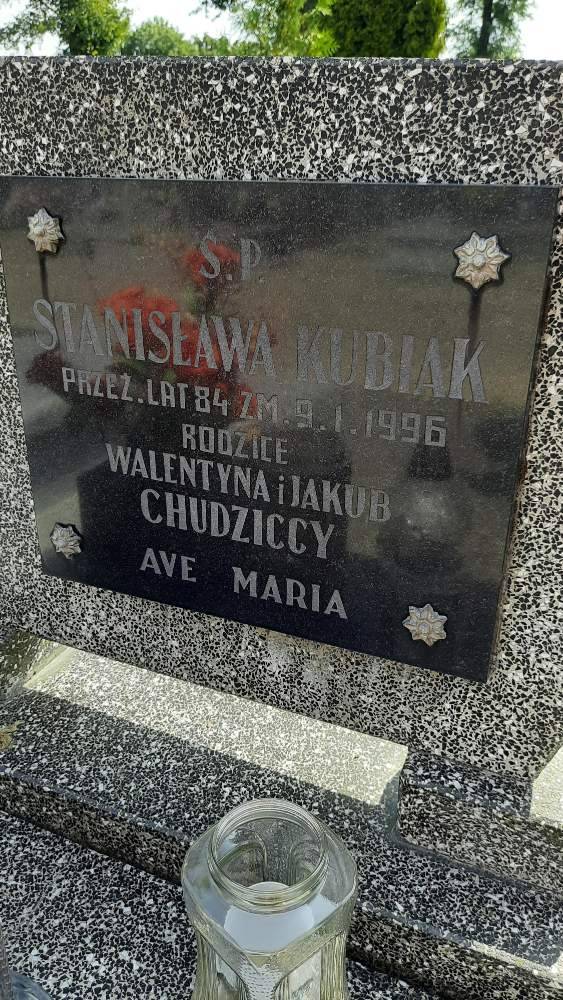 Ś.P.
STANISŁAWA KUBIAK
PRZEŻ. LAT 84 ZM. 9.1.1996
RODZICE
WALENTYNA i JAKUB
CHUDZICCY
AVE MARIA